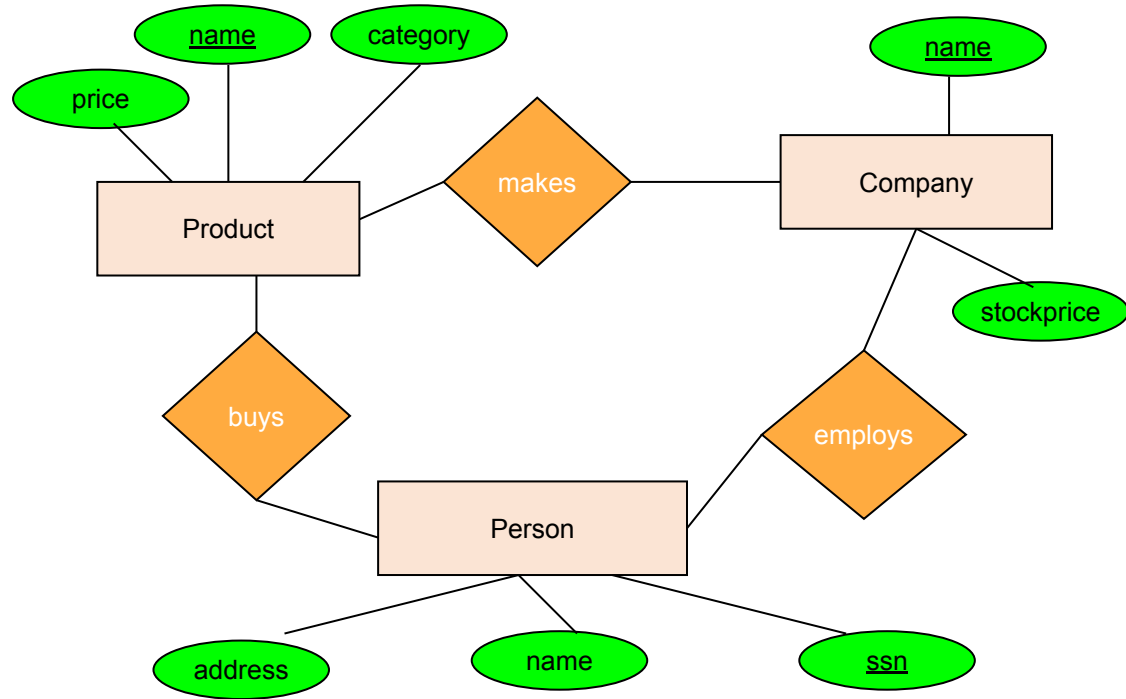 name
category
name
price
makes
Company
Product
stockprice
buys
employs
Person
address
name
ssn